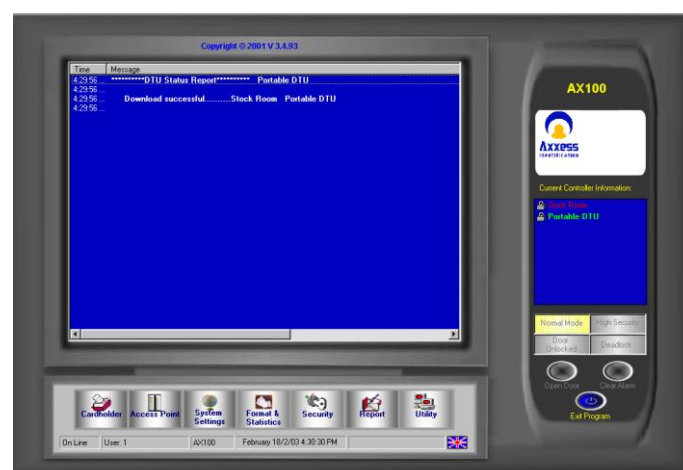 Copyright © 2001 V 3.4.93
Time Message
4:29:56 ... **********DTU Status Report********** Portable DTU
4:29:56 ...
4:29:56 ... Download successful.........Stock Room Portable DTU
4:29:56 ...
AX100
Axxess
identification
Current Controller Information:
Stock Room
Portable DTU
Normal Mode High Security
Door Unlocked Deadlock
Open Door Clear Alarm
Exit Program
Cardholder Access Point System Settings Format & Statistics Security Report Utility
On Line User: 1 AX100 February 18/2/03 4:30:30 PM